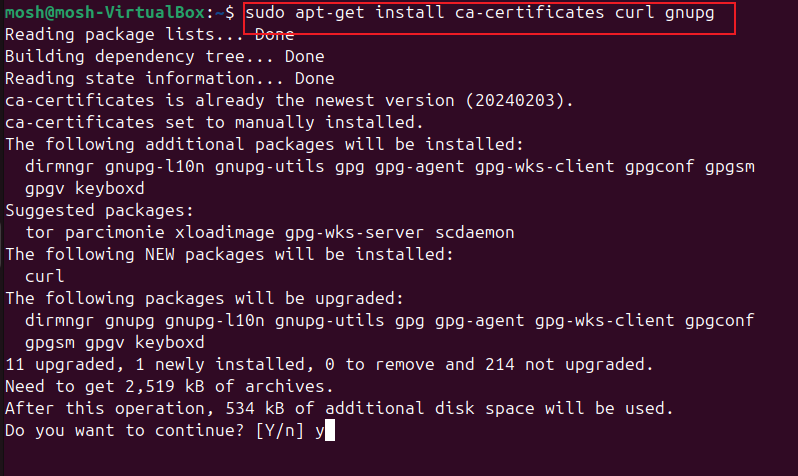 mosh@mosh-VirtualBox:~$ sudo apt-get install ca-certificates curl gnupg
Reading package lists... Done
Building dependency tree... Done
Reading state information... Done
ca-certificates is already the newest version (20240203).
ca-certificates set to manually installed.
The following additional packages will be installed:
  dirmngr gnupg-l10n gnupg-utils gpg gpg-agent gpg-wks-client gpgconf gpgsm
  gpgv keyboxd
Suggested packages:
  tor parcimonie xloadimage gpg-wks-server scdaemon
The following NEW packages will be installed:
  curl
The following packages will be upgraded:
  dirmngr gnupg gnupg-l10n gnupg-utils gpg gpg-agent gpg-wks-client gpgconf
  gpgsm gpgv keyboxd
11 upgraded, 1 newly installed, 0 to remove and 214 not upgraded.
Need to get 2,519 kB of archives.
After this operation, 534 kB of additional disk space will be used.
Do you want to continue? [Y/n] y